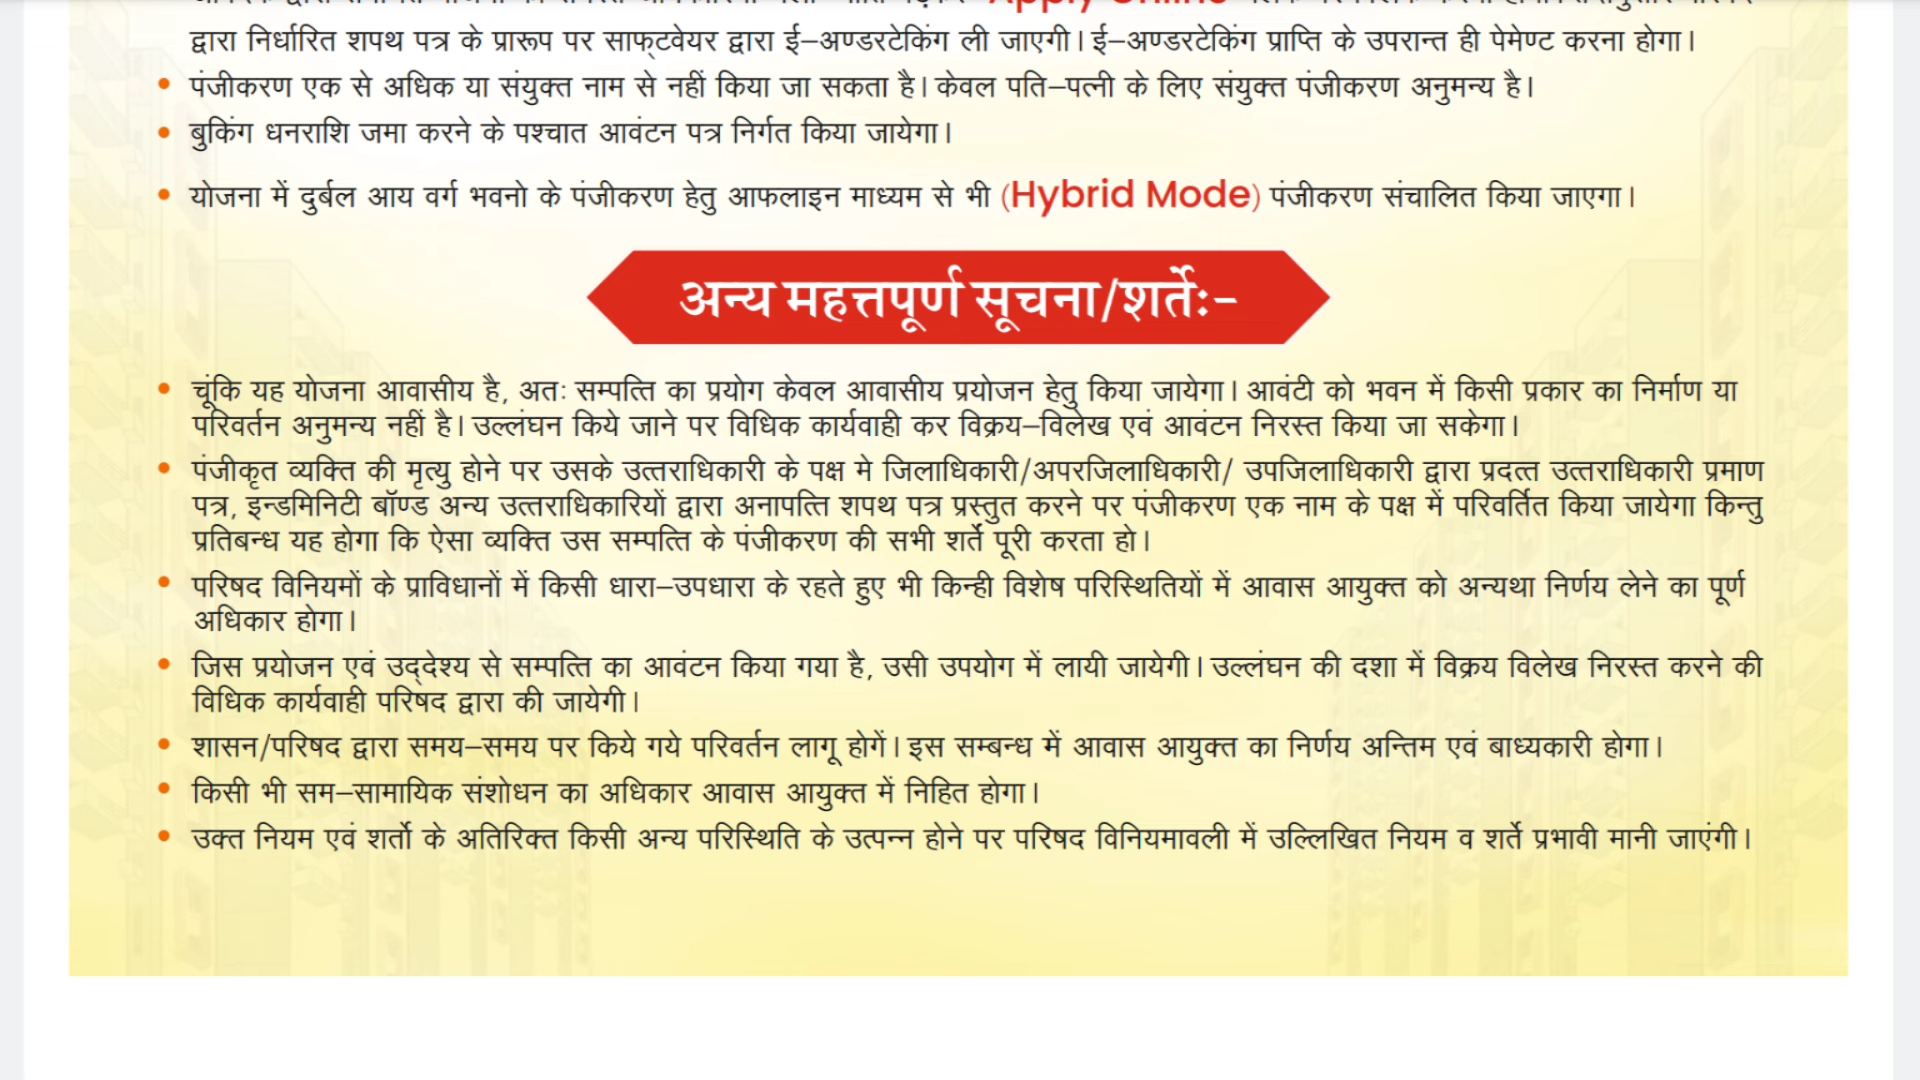 "Apply Online"
द्वारा निर्धारित शपथ पत्र के प्रारूप पर साफ्टवेयर द्वारा ई–अण्डरटेकिंग ली जाएगी। ई–अण्डरटेकिंग प्राप्ति के उपरान्त ही पेमेण्ट करना होगा।
• पंजीकरण एक से अधिक या संयुक्त नाम से नहीं किया जा सकता है। केवल पति–पत्नी के लिए संयुक्त पंजीकरण अनुमन्य है।
• बुकिंग धनराशि जमा करने के पश्चात आवंटन पत्र निर्गत किया जायेगा।
• योजना में दुर्बल आय वर्ग भवनो के पंजीकरण हेतु आफलाइन माध्यम से भी (Hybrid Mode) पंजीकरण संचालित किया जाएगा।
अन्य महत्तपूर्ण सूचना/शर्तेः–
• चूंकि यह योजना आवासीय है, अतः सम्पत्ति का प्रयोग केवल आवासीय प्रयोजन हेतु किया जायेगा। आवंटी को भवन में किसी प्रकार का निर्माण या
परिवर्तन अनुमन्य नहीं है। उल्लंघन किये जाने पर विधिक कार्यवाही कर विक्रय–विलेख एवं आवंटन निरस्त किया जा सकेगा।
• पंजीकृत व्यक्ति की मृत्यु होने पर उसके उत्तराधिकारी के पक्ष मे जिलाधिकारी/अपरजिलाधिकारी/ उपजिलाधिकारी द्वारा प्रदत्त उत्तराधिकारी प्रमाण
पत्र, इन्डमिनिटी बॉण्ड अन्य उत्तराधिकारियों द्वारा अनापत्ति शपथ पत्र प्रस्तुत करने पर पंजीकरण एक नाम के पक्ष में परिवर्तित किया जायेगा किन्तु
प्रतिबन्ध यह होगा कि ऐसा व्यक्ति उस सम्पत्ति के पंजीकरण की सभी शर्तें पूरी करता हो।
• परिषद विनियमों के प्राविधानों में किसी धारा–उपधारा के रहते हुए भी किन्ही विशेष परिस्थितियों में आवास आयुक्त को अन्यथा निर्णय लेने का पूर्ण
अधिकार होगा।
• जिस प्रयोजन एवं उद्देश्य से सम्पत्ति का आवंटन किया गया है, उसी उपयोग में लायी जायेगी। उल्लंघन की दशा में विक्रय विलेख निरस्त करने की
विधिक कार्यवाही परिषद द्वारा की जायेगी।
• शासन/परिषद द्वारा समय–समय पर किये गये परिवर्तन लागू होगें। इस सम्बन्ध में आवास आयुक्त का निर्णय अन्तिम एवं बाध्यकारी होगा।
• किसी भी सम–सामायिक संशोधन का अधिकार आवास आयुक्त में निहित होगा।
• उक्त नियम एवं शर्तो के अतिरिक्त किसी अन्य परिस्थिति के उत्पन्न होने पर परिषद विनियमावली में उल्लिखित नियम व शर्ते प्रभावी मानी जाएंगी।